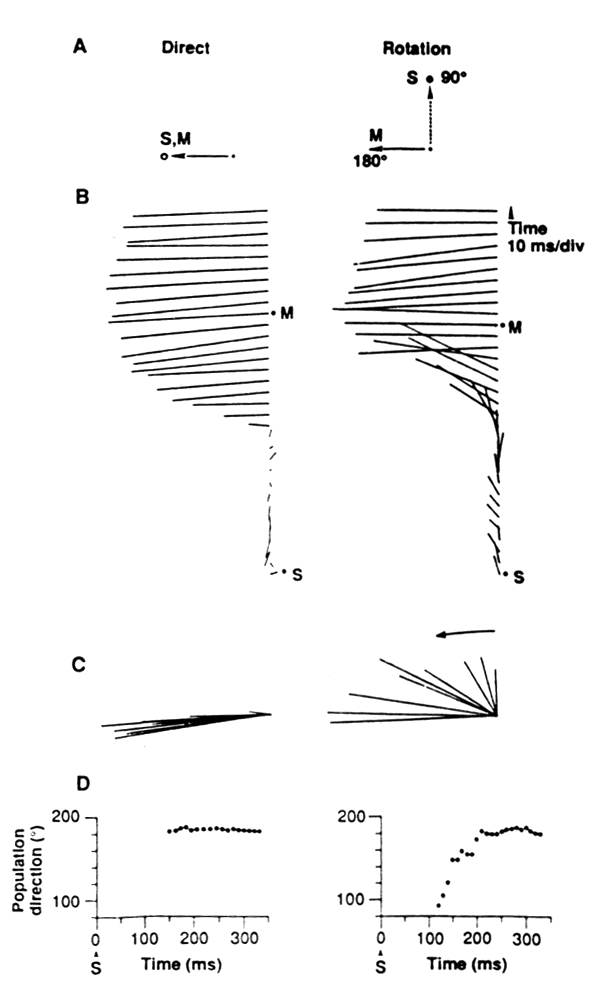 A Direct Rotation
S 90°
S,M
M
180°
B
Time
10 ms/div
M
M
S
S
C
D
200
100
Population
direction (°)
0 100 200 300
S Time (ms)
200
100
0 100 200 300
S Time (ms)